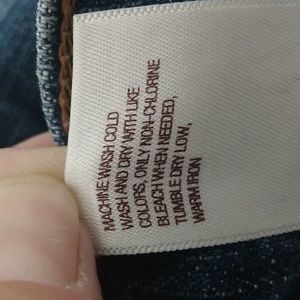 MACHINE WASH COLD
WASH AND DRY WITH LIKE
COLORS, ONLY NON-CHLORINE
BLEACH WHEN NEEDED,
TUMBLE DRY LOW,
WARM IRON